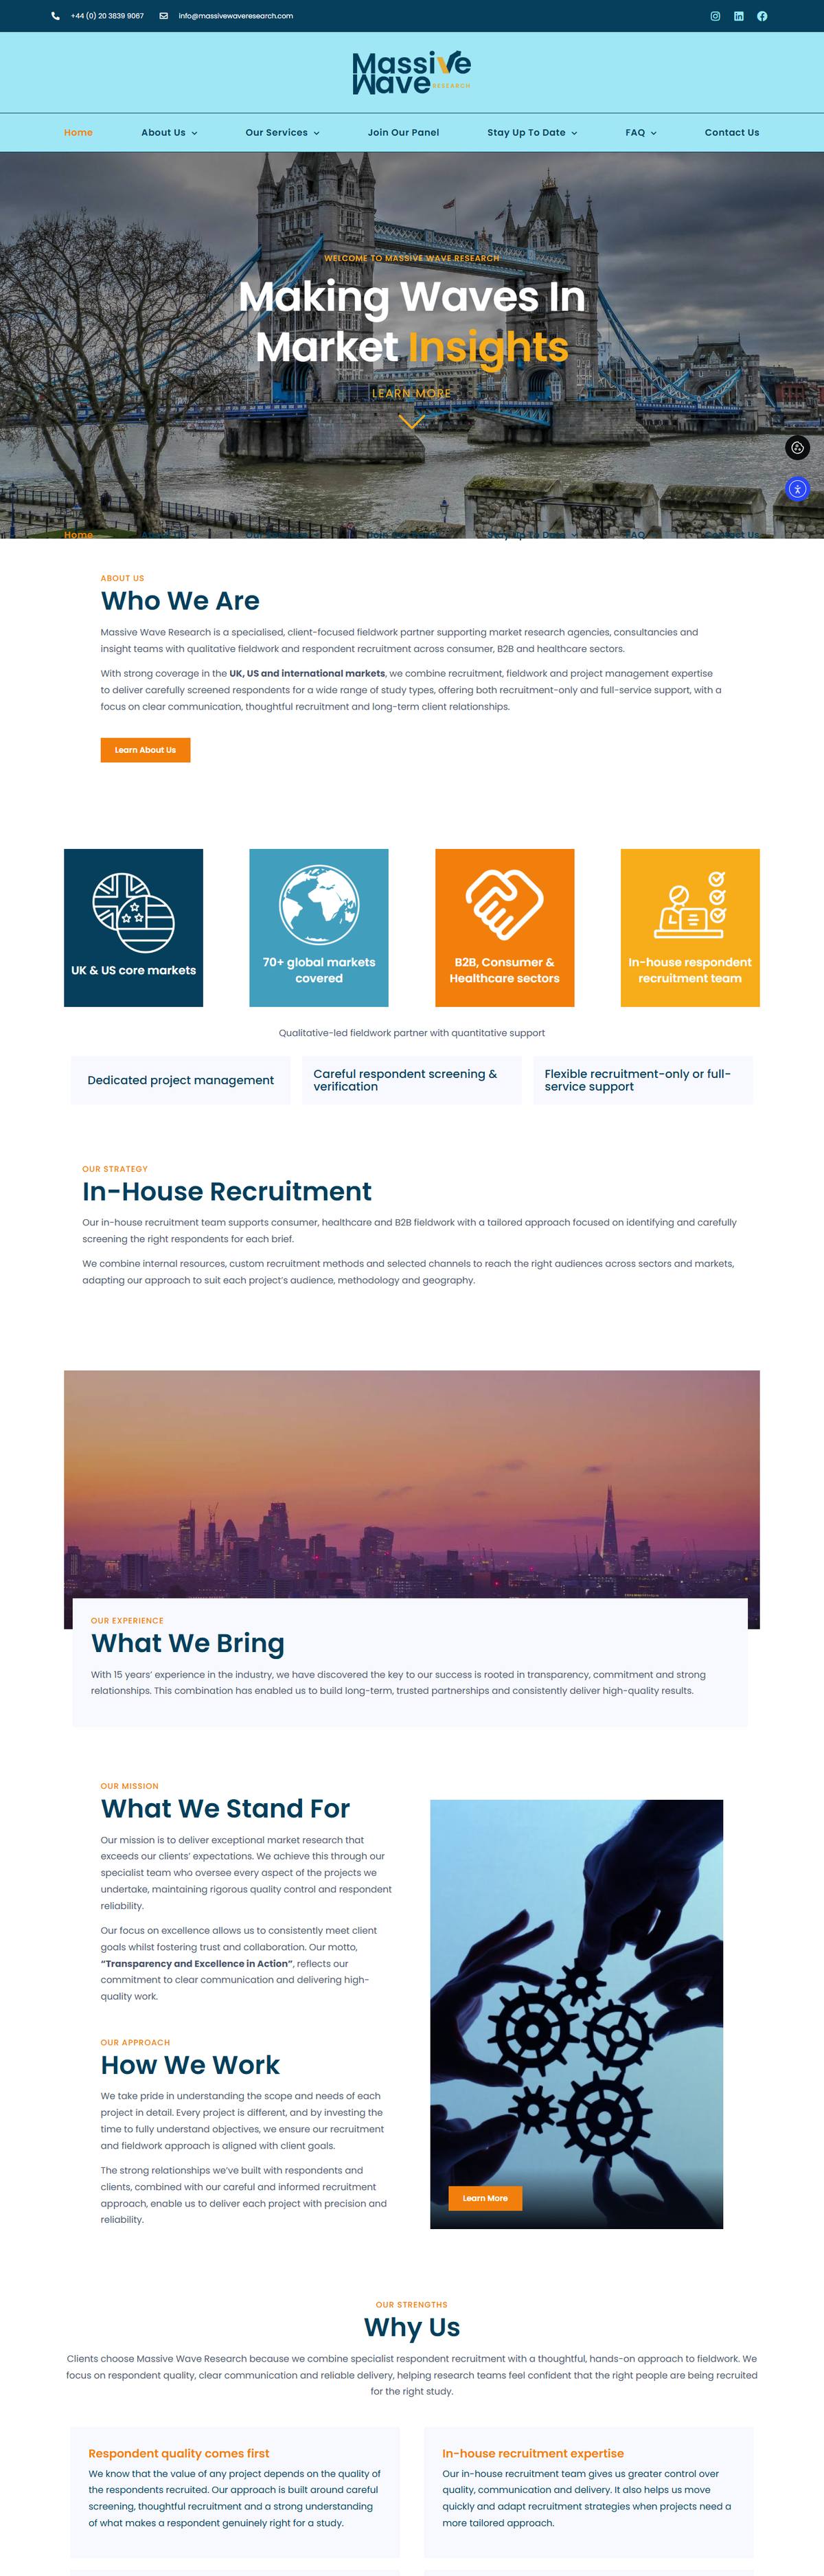 +44 (0) 20 3839 9067
info@massivewaveresearch.com
Massive
Wave RESEARCH
Home
About Us
Our Services
Join Our Panel
Stay Up To Date
FAQ
Contact Us
WELCOME TO MASSIVE WAVE RESEARCH
Making Waves In
Market Insights
LEARN MORE
Home
About Us
Our Services
Join Our Panel
Stay Up To Date
FAQ
Contact Us
ABOUT US
Who We Are
Massive Wave Research is a specialised, client-focused fieldwork partner supporting market research agencies, consultancies and
insight teams with qualitative fieldwork and respondent recruitment across consumer, B2B and healthcare sectors.
With strong coverage in the UK, US and international markets, we combine recruitment, fieldwork and project management expertise
to deliver carefully screened respondents for a wide range of study types, offering both recruitment-only and full-service support, with a
focus on clear communication, thoughtful recruitment and long-term client relationships.
Learn About Us
UK & US core markets
70+ global markets
covered
B2B, Consumer &
Healthcare sectors
In-house respondent
recruitment team
Qualitative-led fieldwork partner with quantitative support
Dedicated project management
Careful respondent screening &
verification
Flexible recruitment-only or full-
service support
OUR STRATEGY
In-House Recruitment
Our in-house recruitment team supports consumer, healthcare and B2B fieldwork with a tailored approach focused on identifying and carefully
screening the right respondents for each brief.
We combine internal resources, custom recruitment methods and selected channels to reach the right audiences across sectors and markets,
adapting our approach to suit each project’s audience, methodology and geography.
OUR EXPERIENCE
What We Bring
With 15 years’ experience in the industry, we have discovered the key to our success is rooted in transparency, commitment and strong
relationships. This combination has enabled us to build long-term, trusted partnerships and consistently deliver high-quality results.
OUR MISSION
What We Stand For
Our mission is to deliver exceptional market research that
exceeds our clients’ expectations. We achieve this through our
specialist team who oversee every aspect of the projects we
undertake, maintaining rigorous quality control and respondent
reliability.
Our focus on excellence allows us to consistently meet client
goals whilst fostering trust and collaboration. Our motto,
“Transparency and Excellence in Action”, reflects our
commitment to clear communication and delivering high-
quality work.
OUR APPROACH
How We Work
We take pride in understanding the scope and needs of each
project in detail. Every project is different, and by investing the
time to fully understand objectives, we ensure our recruitment
and fieldwork approach is aligned with client goals.
The strong relationships we’ve built with respondents and
clients, combined with our careful and informed recruitment
approach, enable us to deliver each project with precision and
reliability.
Learn More
OUR STRENGTHS
Why Us
Clients choose Massive Wave Research because we combine specialist respondent recruitment with a thoughtful, hands-on approach to fieldwork. We
focus on respondent quality, clear communication and reliable delivery, helping research teams feel confident that the right people are being recruited
for the right study.
Respondent quality comes first
We know that the value of any project depends on the quality of
the respondents recruited. Our approach is built around careful
screening, thoughtful recruitment and a strong understanding
of what makes a respondent genuinely right for a study.
In-house recruitment expertise
Our in-house recruitment team gives us greater control over
quality, communication and delivery. It also helps us move
quickly and adapt recruitment strategies when projects need a
more tailored approach.